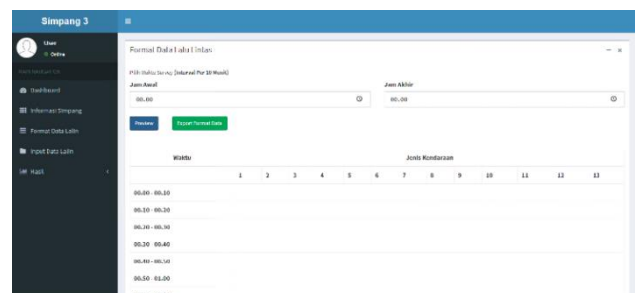 Simpang 3
User
Online
Dashboard
Informasi Simpang
Format Data Lalin
Input Data Lalin
Hasil
Format Data Lalu Lintas
Pilih Waktu Survey (Interval Per 10 Menit)
Jam Awal
Jam Akhir
00.00
00.00
Preview
Export Format Data
Waktu
Jenis Kendaraan
1 2 3 4 5 6 7 8 9 10 11 12 13
00.00 - 00.10
00.10 - 00.20
00.20 - 00.30
00.30 - 00.40
00.40 - 00.50
00.50 - 01.00